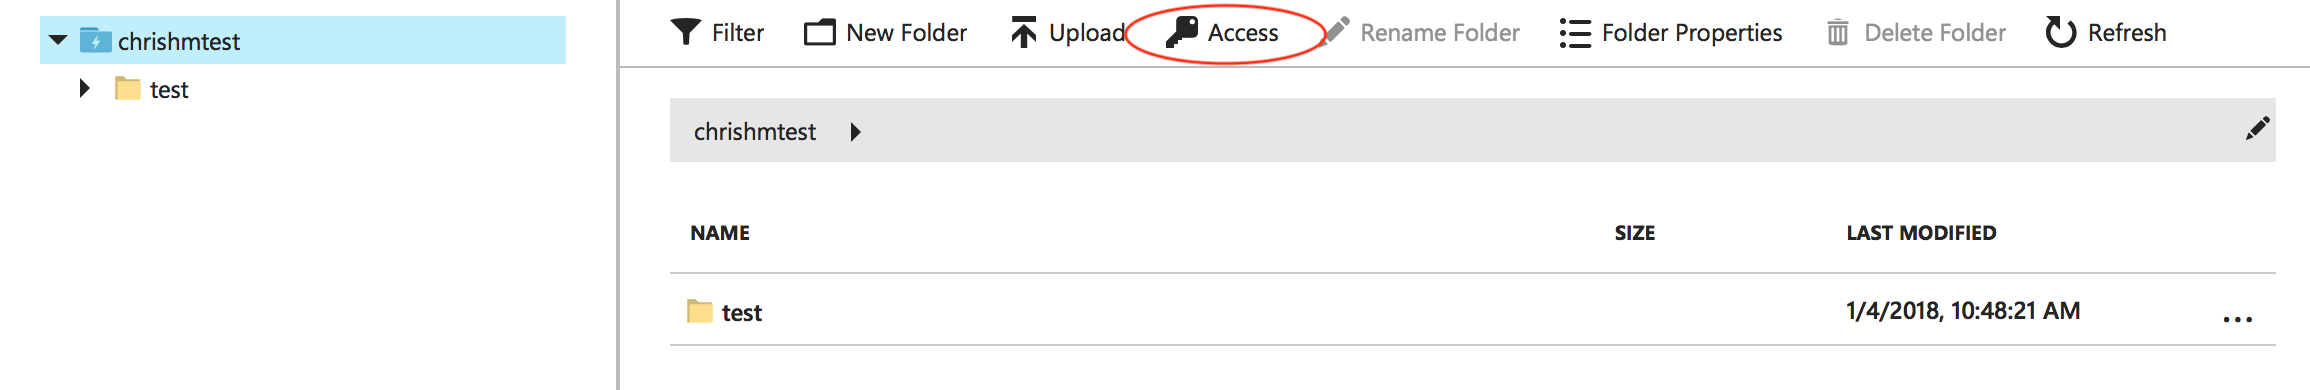 chrishmtest
test
Filter New Folder Upload Access Rename Folder Folder Properties Delete Folder Refresh
chrishmtest
NAME SIZE LAST MODIFIED
test 1/4/2018, 10:48:21 AM ...